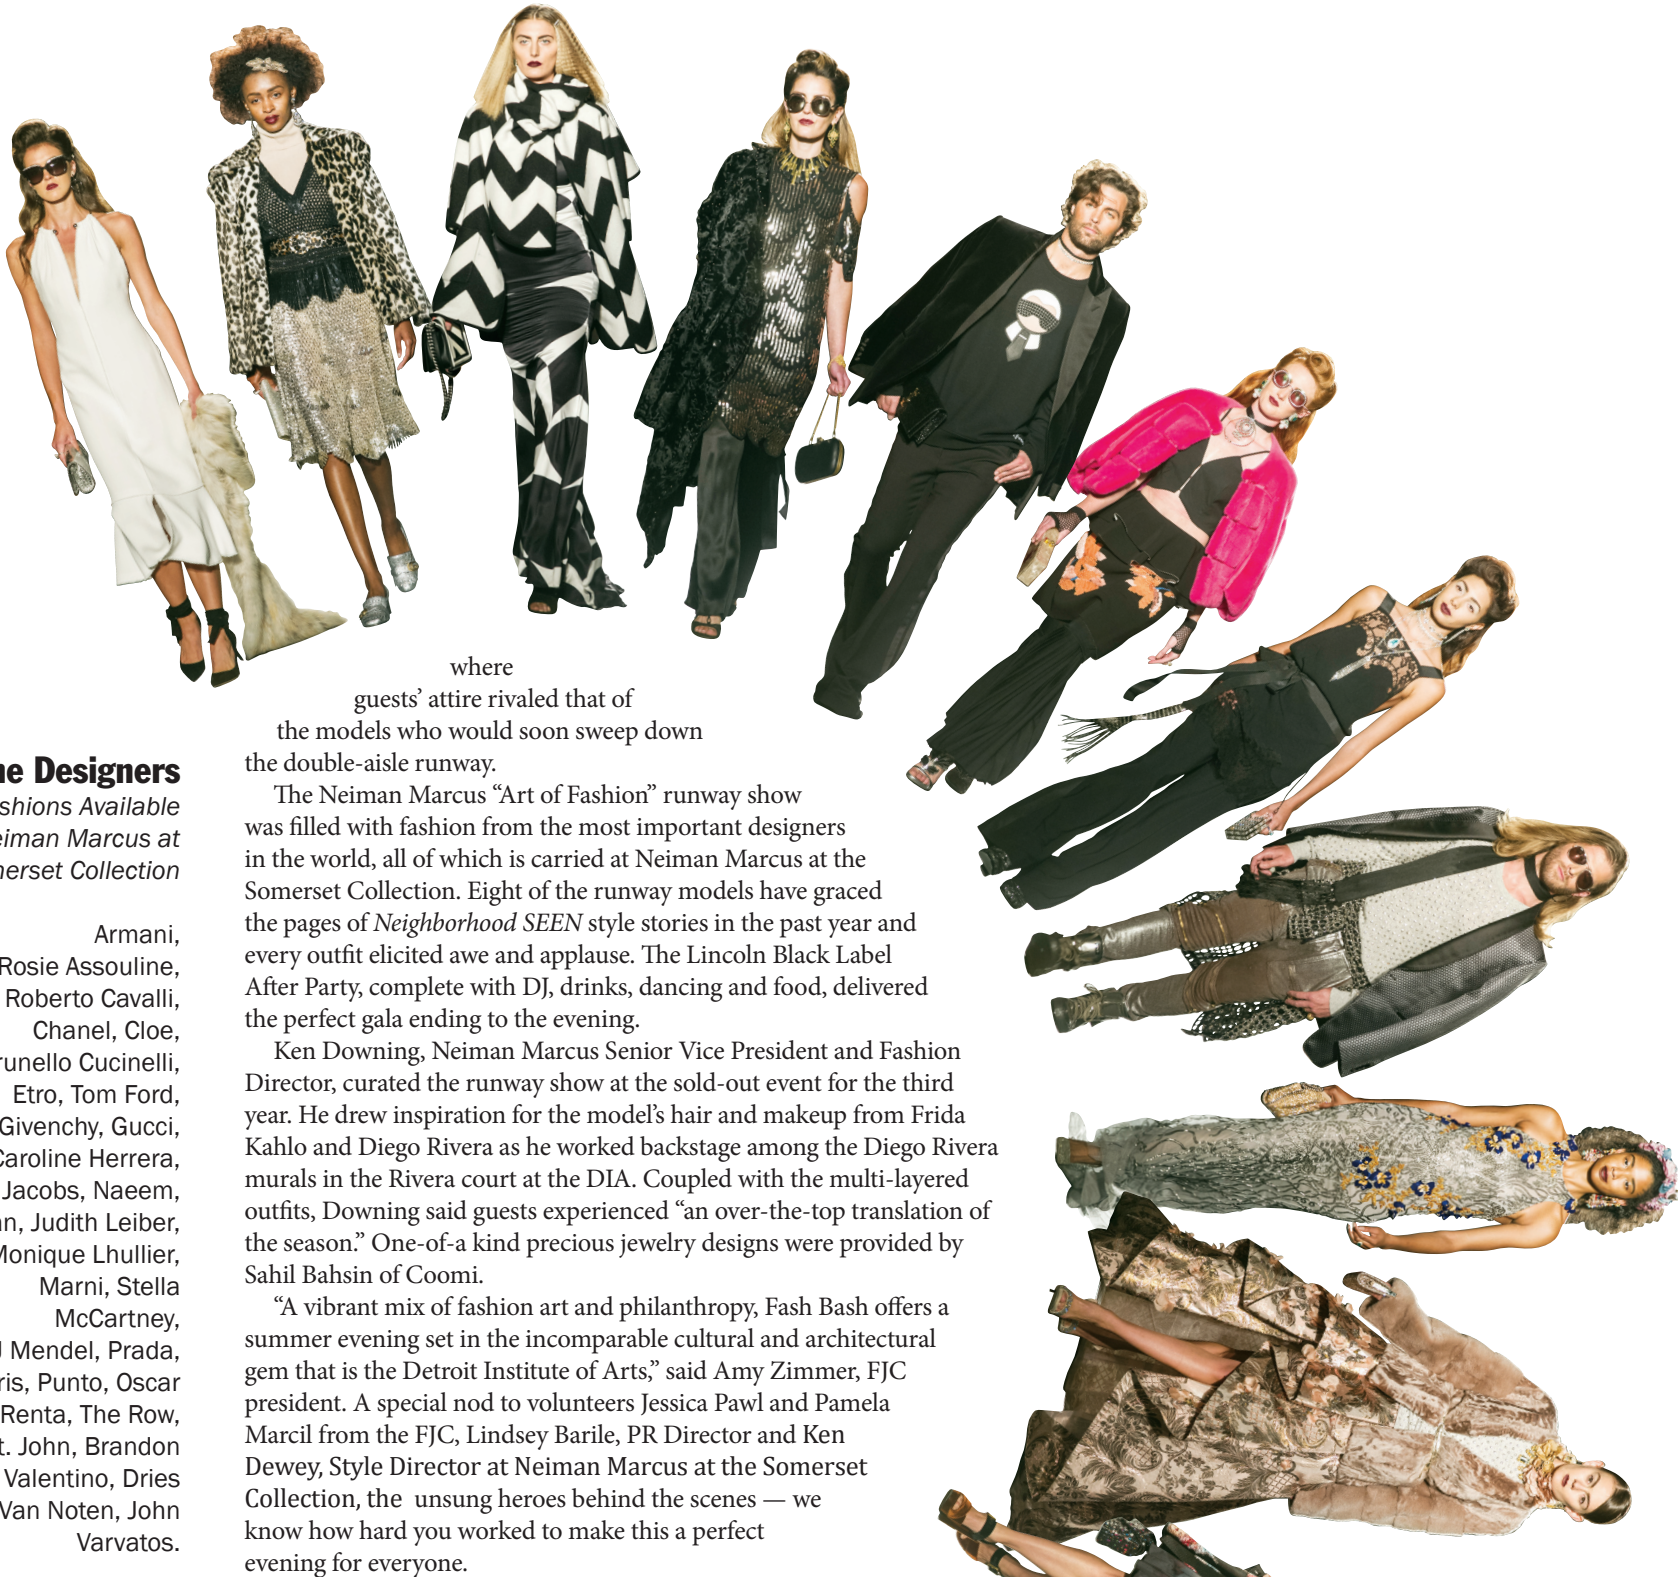 where
guests’ attire rivaled that of
the models who would soon sweep down
the double-aisle runway.
The Neiman Marcus “Art of Fashion” runway show
was filled with fashion from the most important designers
in the world, all of which is carried at Neiman Marcus at the
Somerset Collection. Eight of the runway models have graced
the pages of Neighborhood SEEN style stories in the past year and
every outfit elicited awe and applause. The Lincoln Black Label
After Party, complete with DJ, drinks, dancing and food, delivered
the perfect gala ending to the evening.
Ken Downing, Neiman Marcus Senior Vice President and Fashion
Director, curated the runway show at the sold-out event for the third
year. He drew inspiration for the model’s hair and makeup from Frida
Kahlo and Diego Rivera as he worked backstage among the Diego Rivera
murals in the Rivera court at the DIA. Coupled with the multi-layered
outfits, Downing said guests experienced “an over-the-top translation of
the season.” One-of-a kind precious jewelry designs were provided by
Sahil Bahsin of Coomi.
“A vibrant mix of fashion art and philanthropy, Fash Bash offers a
summer evening set in the incomparable cultural and architectural
gem that is the Detroit Institute of Arts,” said Amy Zimmer, FJC
president. A special nod to volunteers Jessica Pawl and Pamela
Marcil from the FJC, Lindsey Barile, PR Director and Ken
Dewey, Style Director at Neiman Marcus at the Somerset
Collection, the unsung heroes behind the scenes — we
know how hard you worked to make this a perfect
evening for everyone.
ne Designers
shions Available
eiman Marcus at
nerset Collection
Armani,
Rosie Assouline,
Roberto Cavalli,
Chanel, Cloe,
runello Cucinelli,
Etro, Tom Ford,
Givenchy, Gucci,
Caroline Herrera,
Jacobs, Naeem,
an, Judith Leiber,
Monique Lhullier,
Marni, Stella
McCartney,
J Mendel, Prada,
ris, Punto, Oscar
Renta, The Row,
t. John, Brandon
Valentino, Dries
Van Noten, John
Varvatos.